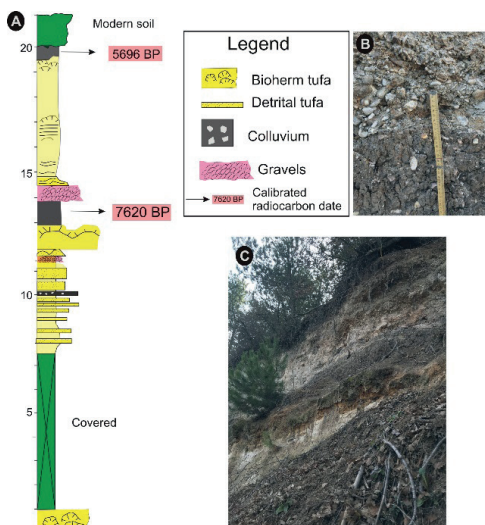 A
Modern soil
20
5696 BP
15
7620 BP
10
5
Covered
Legend
Bioherm tufa
Detrital tufa
Colluvium
Gravels
7620 BP
Calibrated
radiocarbon date
B
C